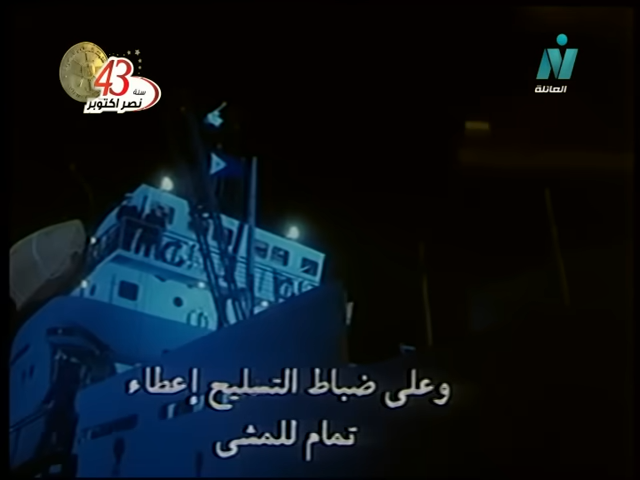 43
سنة
نصر اكتوبر
العائلة
وعلى ضباط التسليح إعطاء
تمام للمشى